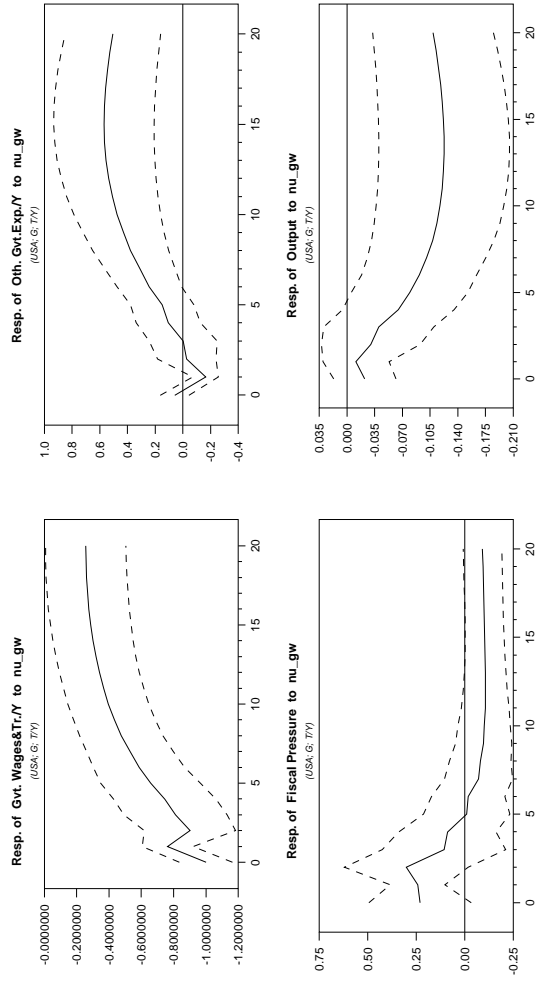 Resp. of Gvt. Wages&Tr./Y to nu_gw
(USA; G; T/Y)
-0.0000000
-0.2000000
-0.4000000
-0.6000000
-0.8000000
-1.0000000
-1.2000000
0 5 10 15 20
Resp. of Oth. Gvt.Exp./Y to nu_gw
(USA; G; T/Y)
1.0
0.8
0.6
0.4
0.2
0.0
-0.2
-0.4
0 5 10 15 20
Resp. of Fiscal Pressure to nu_gw
(USA; G; T/Y)
0.75
0.50
0.25
0.00
-0.25
0 5 10 15 20
Resp. of Output to nu_gw
(USA; G; T/Y)
0.035
0.000
-0.035
-0.070
-0.105
-0.140
-0.175
-0.210
0 5 10 15 20